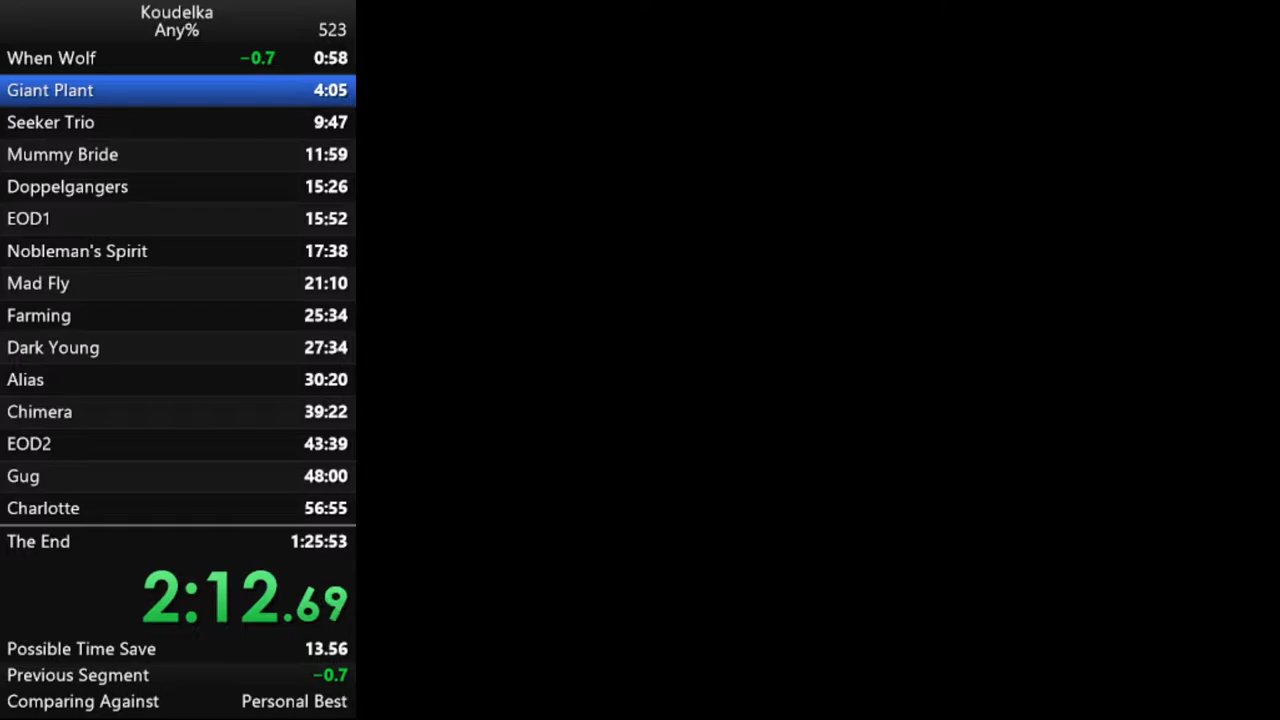 Koudelka
Any% 523
When Wolf −0.7 0:58
Giant Plant 4:05
Seeker Trio 9:47
Mummy Bride 11:59
Doppelgangers 15:26
EOD1 15:52
Nobleman's Spirit 17:38
Mad Fly 21:10
Farming 25:34
Dark Young 27:34
Alias 30:20
Chimera 39:22
EOD2 43:39
Gug 48:00
Charlotte 56:55
The End 1:25:53
2:12.69
Possible Time Save 13.56
Previous Segment −0.7
Comparing Against Personal Best